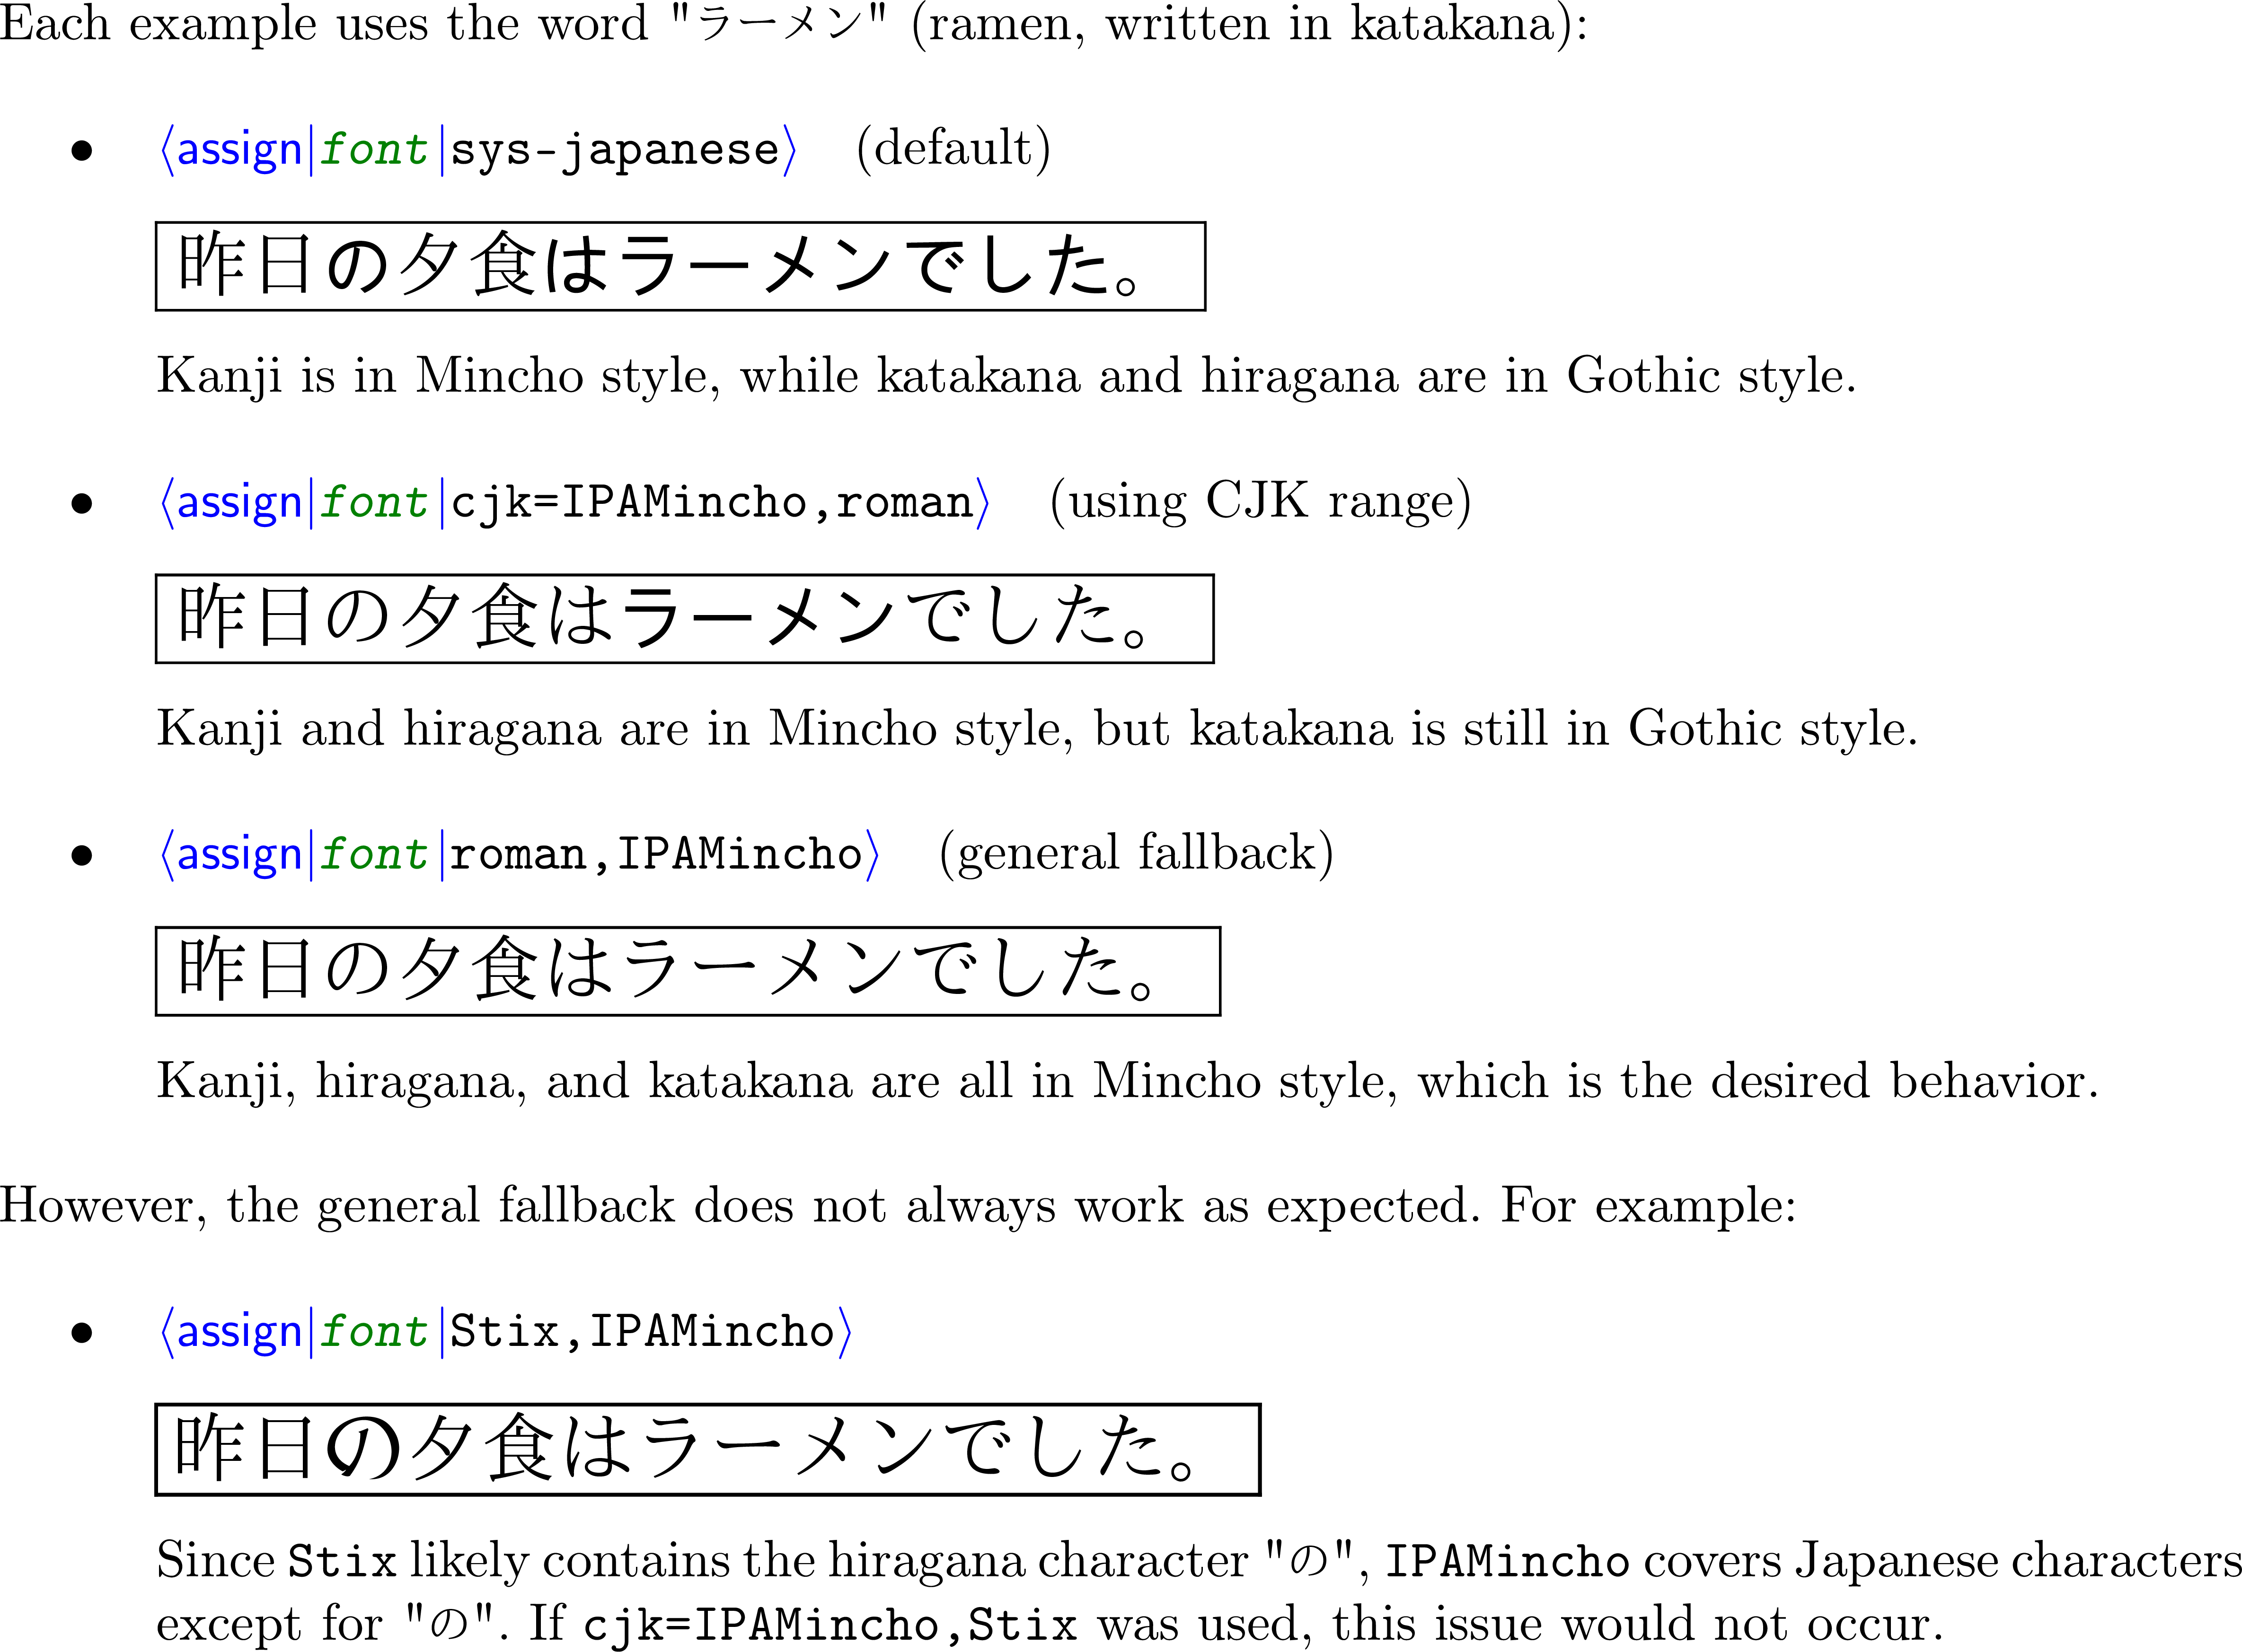 Each example uses the word "ラーメン" (ramen, written in katakana):
• ⟨assign|font|sys-japanese⟩ (default)
昨日の夕食はラーメンでした。
Kanji is in Mincho style, while katakana and hiragana are in Gothic style.
• ⟨assign|font|cjk=IPAMincho,roman⟩ (using CJK range)
昨日の夕食はラーメンでした。
Kanji and hiragana are in Mincho style, but katakana is still in Gothic style.
• ⟨assign|font|roman,IPAMincho⟩ (general fallback)
昨日の夕食はラーメンでした。
Kanji, hiragana, and katakana are all in Mincho style, which is the desired behavior.
However, the general fallback does not always work as expected. For example:
• ⟨assign|font|Stix,IPAMincho⟩
昨日の夕食はラーメンでした。
Since Stix likely contains the hiragana character "の", IPAMincho covers Japanese characters
except for "の". If cjk=IPAMincho,Stix was used, this issue would not occur.